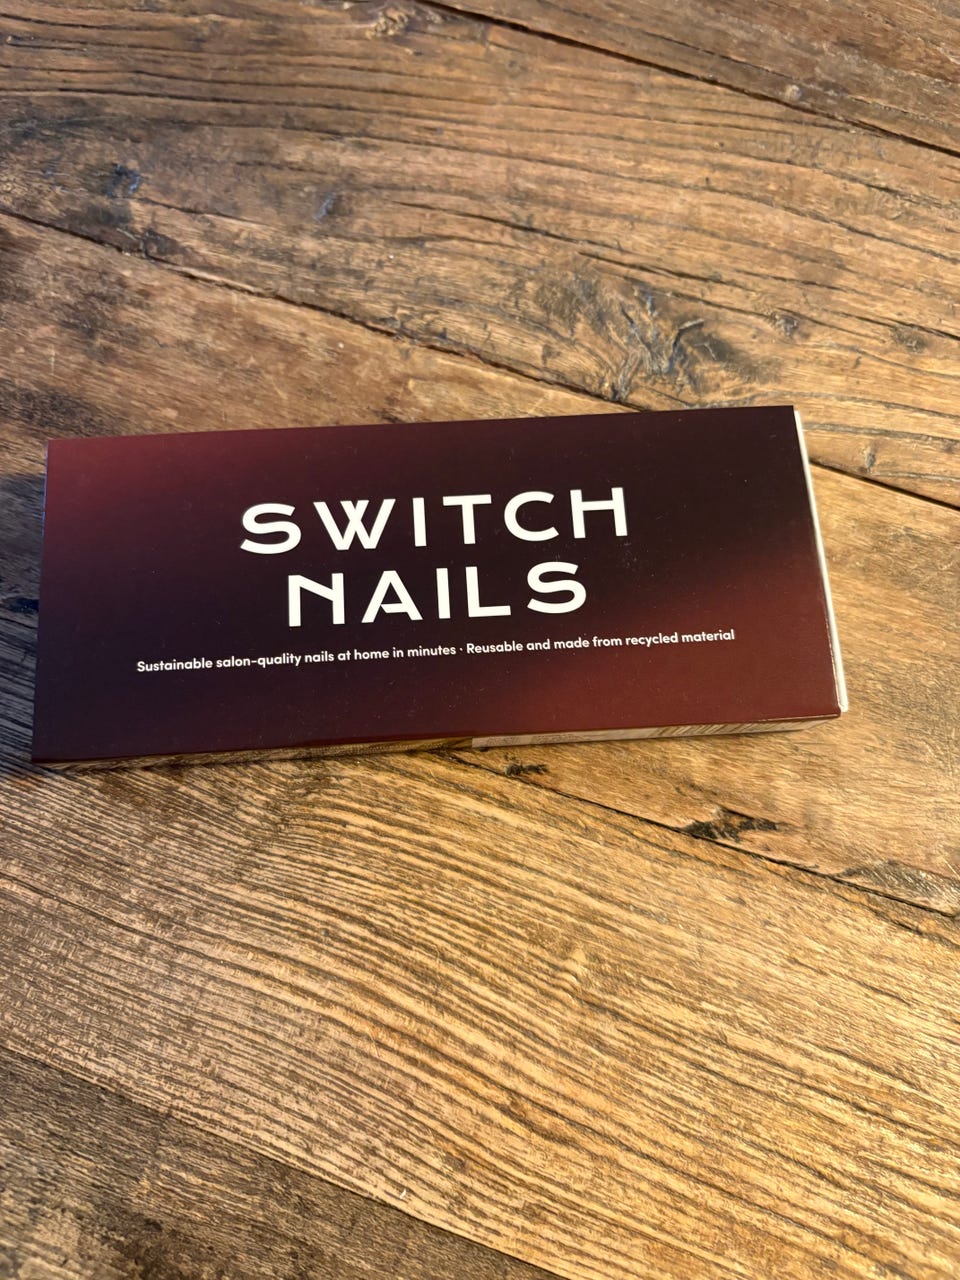 SWITCH
NAILS
Sustainable salon-quality nails at home in minutes · Reusable and made from recycled material